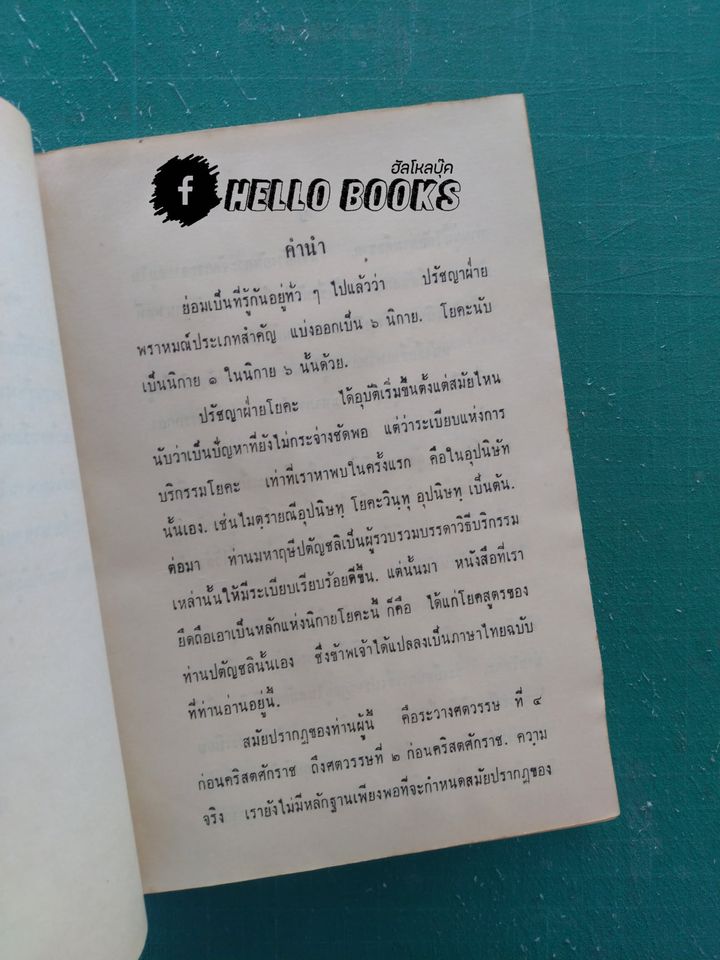 ฮัลโหลบุ๊ค
f HELLO BOOKS
คำนำ
ย่อมเป็นที่รู้กันอยู่ทั่ว ๆ ไปแล้วว่า ปรัชญาฝ่าย
พราหมณ์ประเภทสำคัญ แบ่งออกเป็น ๖ นิกาย. โยคะนับ
เป็นนิกาย ๑ ในนิกาย ๖ นั้นด้วย.
ปรัชญาฝ่ายโยคะ ได้อุบัติเริ่มขึ้นตั้งแต่สมัยไหน
นับว่าเป็นปัญหาที่ยังไม่กระจ่างชัดพอ แต่ว่าระเบียบแห่งการ
บริกรรมโยคะ เท่าที่เราหาพบในครั้งแรก คือในอุปนิษัท
นั้นเอง. เช่นไมตฺรายณีอุปนิษทฺ โยคะวินฺทุ อุปนิษทฺ เป็นต้น.
ต่อมา ท่านมหาฤษีปตัญชลิเป็นผู้รวบรวมบรรดาวิธีบริกรรม
เหล่านั้นให้มีระเบียบเรียบร้อยดีขึ้น. แต่นั้นมา หนังสือที่เรา
ยึดถือเอาเป็นหลักแห่งนิกายโยคะนี้ ก็คือ ได้แก่โยคสูตรของ
ท่านปตัญชลินั้นเอง ซึ่งข้าพเจ้าได้แปลลงเป็นภาษาไทยฉบับ
ที่ท่านอ่านอยู่นี้.
สมัยปรากฏของท่านผู้นี้ คือระวางศตวรรษ ที่ ๔
ก่อนคริสตศักราช ถึงศตวรรษที่ ๒ ก่อนคริสตศักราช. ความ
จริง เรายังไม่มีหลักฐานเพียงพอที่จะกำหนดสมัยปรากฏของ